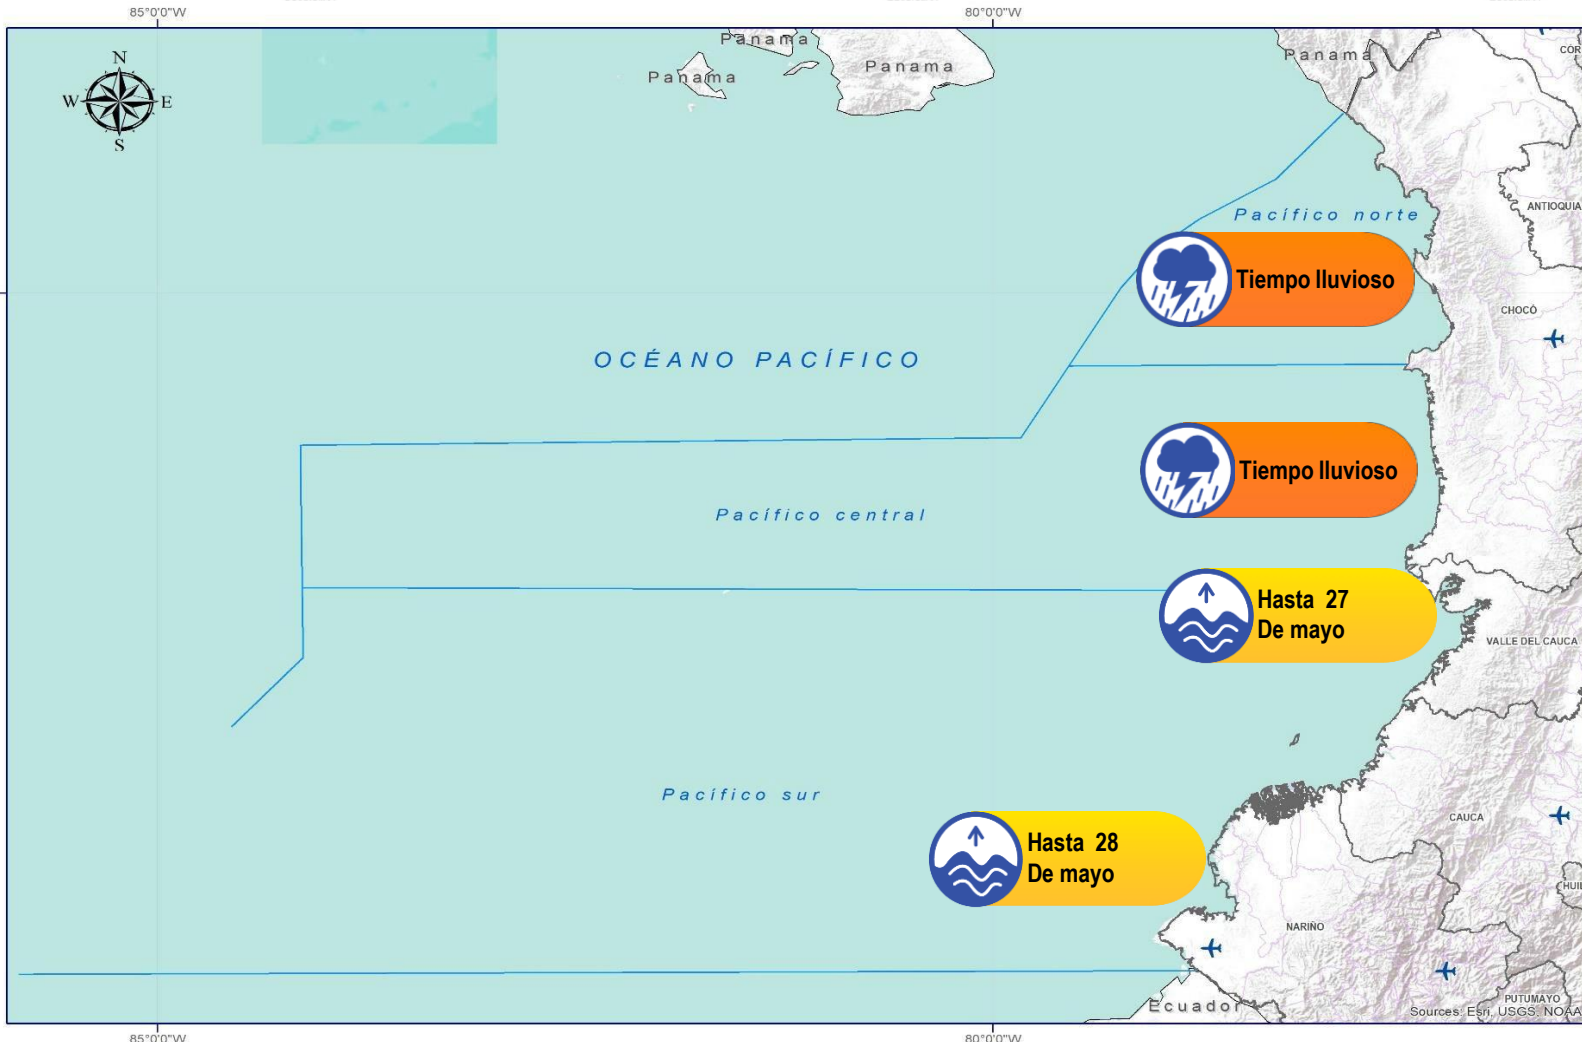 85°0'0"W
80°0'0"W
Panama
Panama
Panama
Panama
CÓR
N
W
E
S
ANTIOQUIA
Pacífico norte
Tiempo lluvioso
CHOCÓ
OCÉANO PACÍFICO
Tiempo lluvioso
Pacífico central
Hasta 27
De mayo
VALLE DEL CAUCA
Pacífico sur
CAUCA
Hasta 28
De mayo
HUIL
NARIÑO
PUTUMAYO
Ecuador
Sources: Esri, USGS, NOAA
85°0'0"W
80°0'0"W